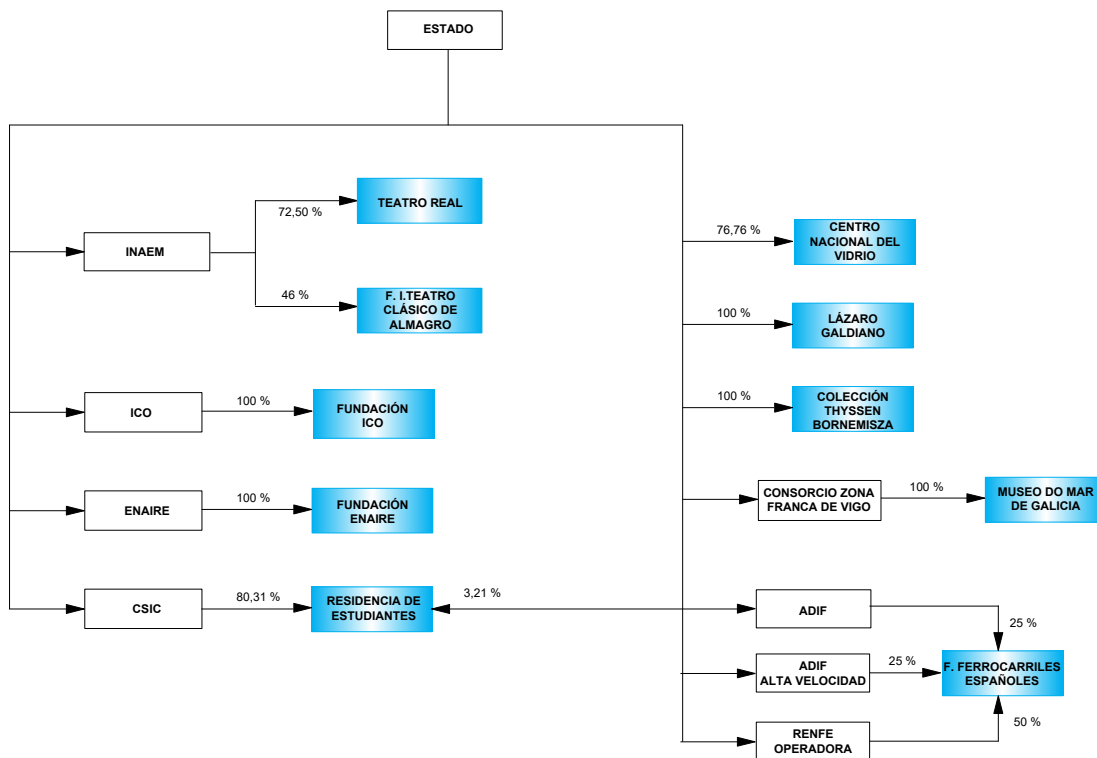 ESTADO
TEATRO REAL
72,50 %
INAEM
46 %
F. I.TEATRO
CLÁSICO DE
ALMAGRO
ICO
100 %
FUNDACIÓN
ICO
ENAIRE
100 %
FUNDACIÓN
ENAIRE
CSIC
80,31 %
RESIDENCIA DE
ESTUDIANTES
3,21 %
76,76 %
CENTRO
NACIONAL DEL
VIDRIO
100 %
LÁZARO
GALDIANO
100 %
COLECCIÓN
THYSSEN
BORNEMISZA
CONSORCIO ZONA
FRANCA DE VIGO
100 %
MUSEO DO MAR
DE GALICIA
ADIF
25 %
ADIF
ALTA VELOCIDAD
25 %
F. FERROCARRILES
ESPAÑOLES
RENFE
OPERADORA
50 %